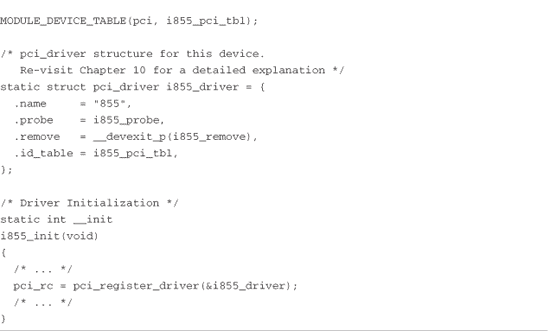 MODULE_DEVICE_TABLE(pci, i855_pci_tbl);
/* pci_driver structure for this device.
   Re-visit Chapter 10 for a detailed explanation */
static struct pci_driver i855_driver = {
  .name     = "855",
  .probe    = i855_probe,
  .remove   = __devexit_p(i855_remove),
  .id_table = i855_pci_tbl,
};
/* Driver Initialization */
static int __init
i855_init(void)
{
  /* ... */
  pci_rc = pci_register_driver(&i855_driver);
  /* ... */
}